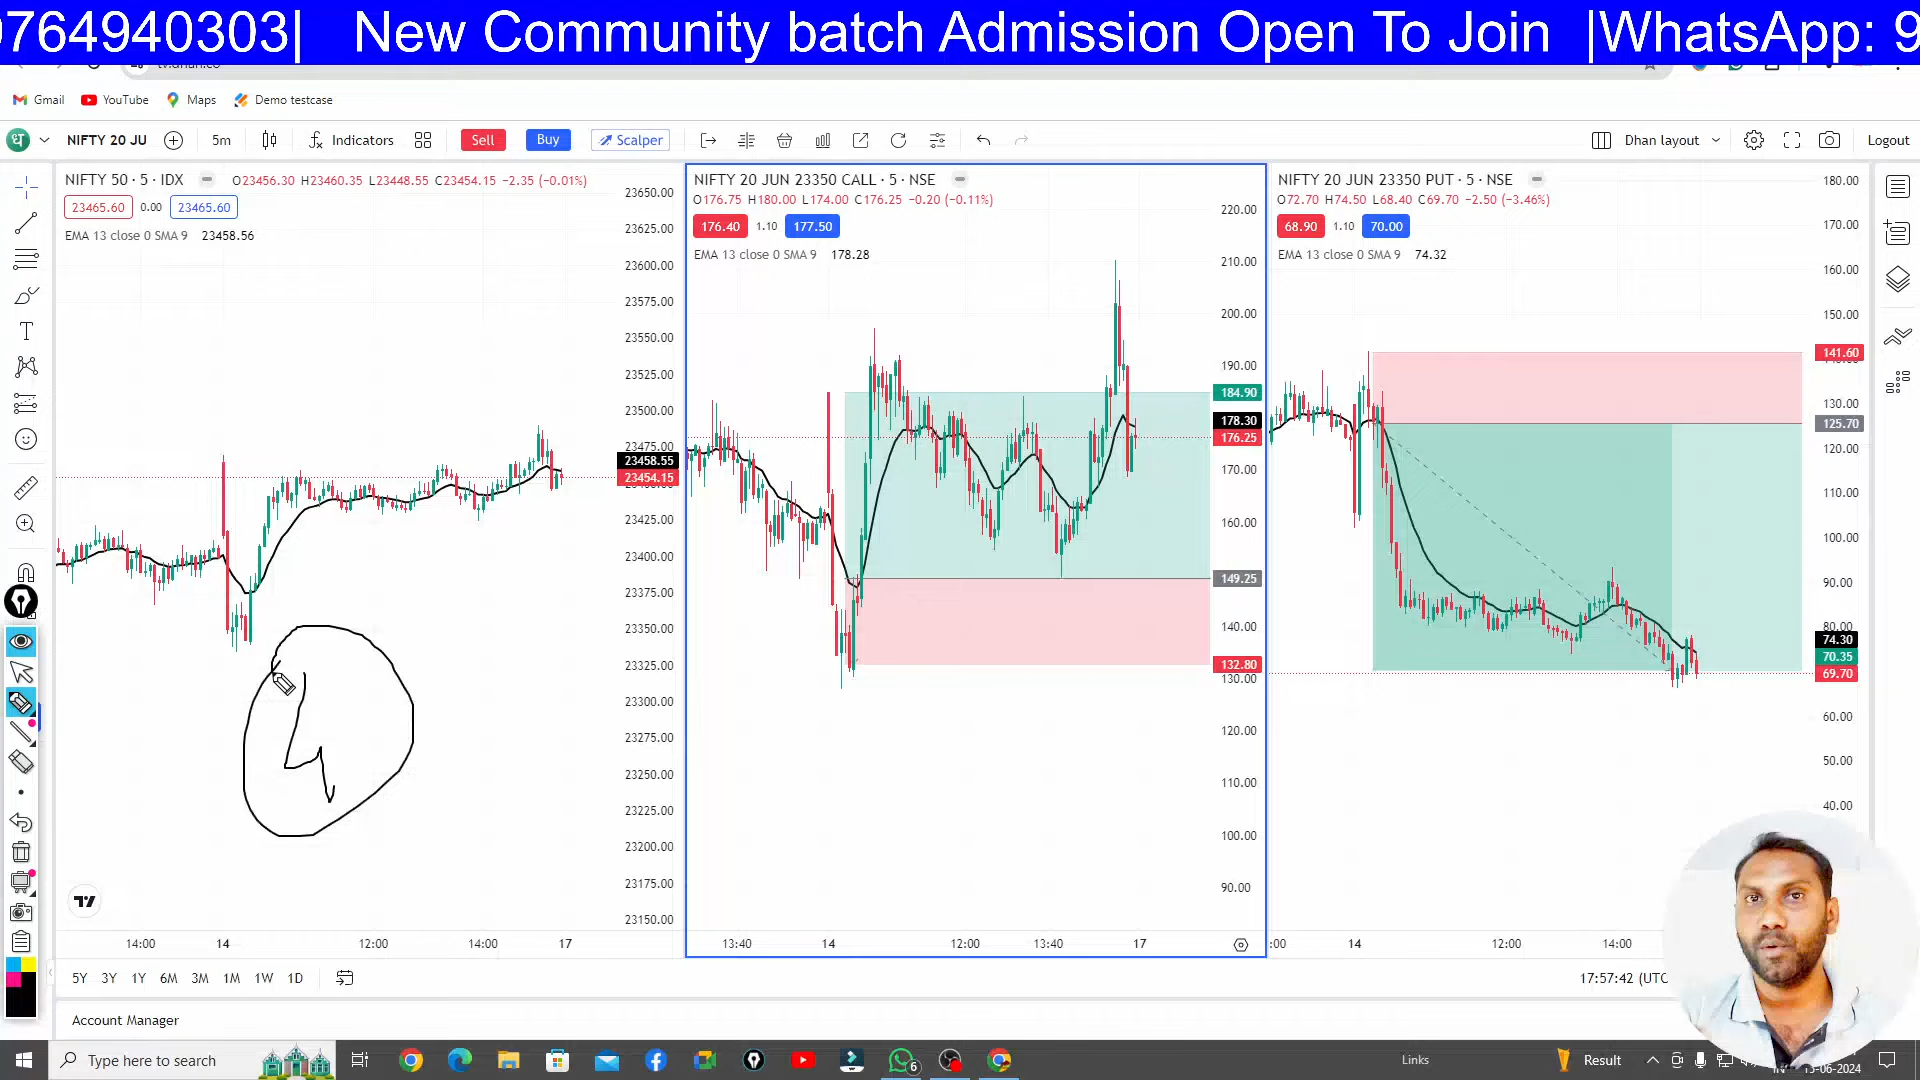 0764940303| New Community batch Admission Open To Join |WhatsApp: 9
Gmail YouTube Maps Demo testcase
NIFTY 20 JU 5m Indicators Sell Buy Scalper Dhan layout Logout
NIFTY 50 · 5 · IDX O23456.30 H23460.35 L23448.55 C23454.15 -2.35 (-0.01%)
23465.60 0.00 23465.60
EMA 13 close 0 SMA 9 23458.56
23650.00
23625.00
23600.00
23575.00
23550.00
23525.00
23500.00
23475.00
23458.55
23454.15
23425.00
23400.00
23375.00
23350.00
23325.00
23300.00
23275.00
23250.00
23225.00
23200.00
23175.00
23150.00
4
14:00 14 12:00 14:00 17
NIFTY 20 JUN 23350 CALL · 5 · NSE
O176.75 H180.00 L174.00 C176.25 -0.20 (-0.11%)
176.40 1.10 177.50
EMA 13 close 0 SMA 9 178.28
220.00
210.00
200.00
190.00
184.90
178.30
176.25
170.00
160.00
149.25
140.00
132.80
130.00
120.00
110.00
100.00
90.00
13:40 14 12:00 13:40 17
NIFTY 20 JUN 23350 PUT · 5 · NSE
O72.70 H74.50 L68.40 C69.70 -2.50 (-3.46%)
68.90 1.10 70.00
EMA 13 close 0 SMA 9 74.32
180.00
170.00
160.00
150.00
141.60
130.00
125.70
120.00
110.00
100.00
90.00
80.00
74.30
70.35
69.70
60.00
50.00
40.00
:00 14 12:00 14:00
5Y 3Y 1Y 6M 3M 1M 1W 1D 17:57:42 (UTC
Account Manager
Type here to search 6 Links Result
15-06-2024